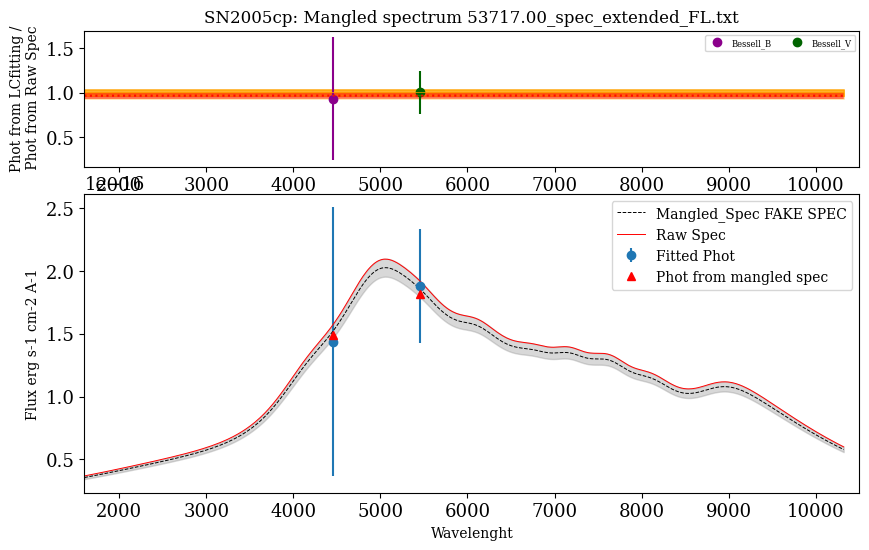 SN2005cp: Mangled spectrum 53717.00_spec_extended_FL.txt
Phot from LCfitting /
Phot from Raw Spec
1.5
1.0
0.5
Bessell_B
Bessell_V
2000 3000 4000 5000 6000 7000 8000 9000 10000
1e−16
Flux erg s-1 cm-2 A-1
2.5
2.0
1.5
1.0
0.5
Mangled_Spec FAKE SPEC
Raw Spec
Fitted Phot
Phot from mangled spec
2000 3000 4000 5000 6000 7000 8000 9000 10000
Wavelenght